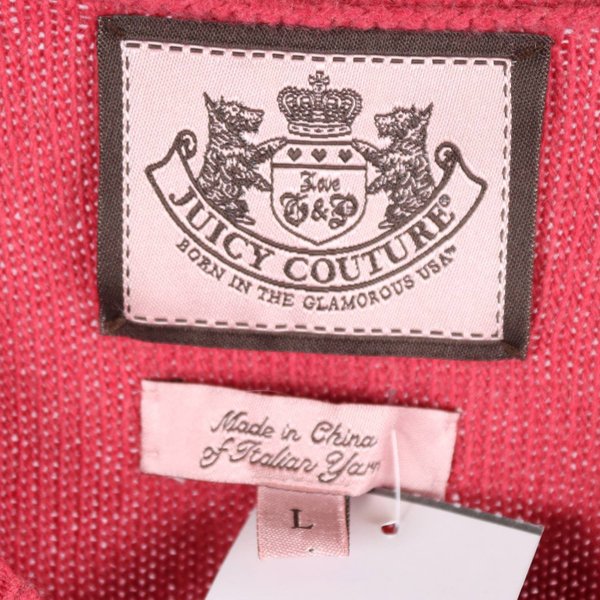 Love
G&P
JUICY COUTURE®
BORN IN THE GLAMOROUS USA™
Made in China
of Italian Yarn
L